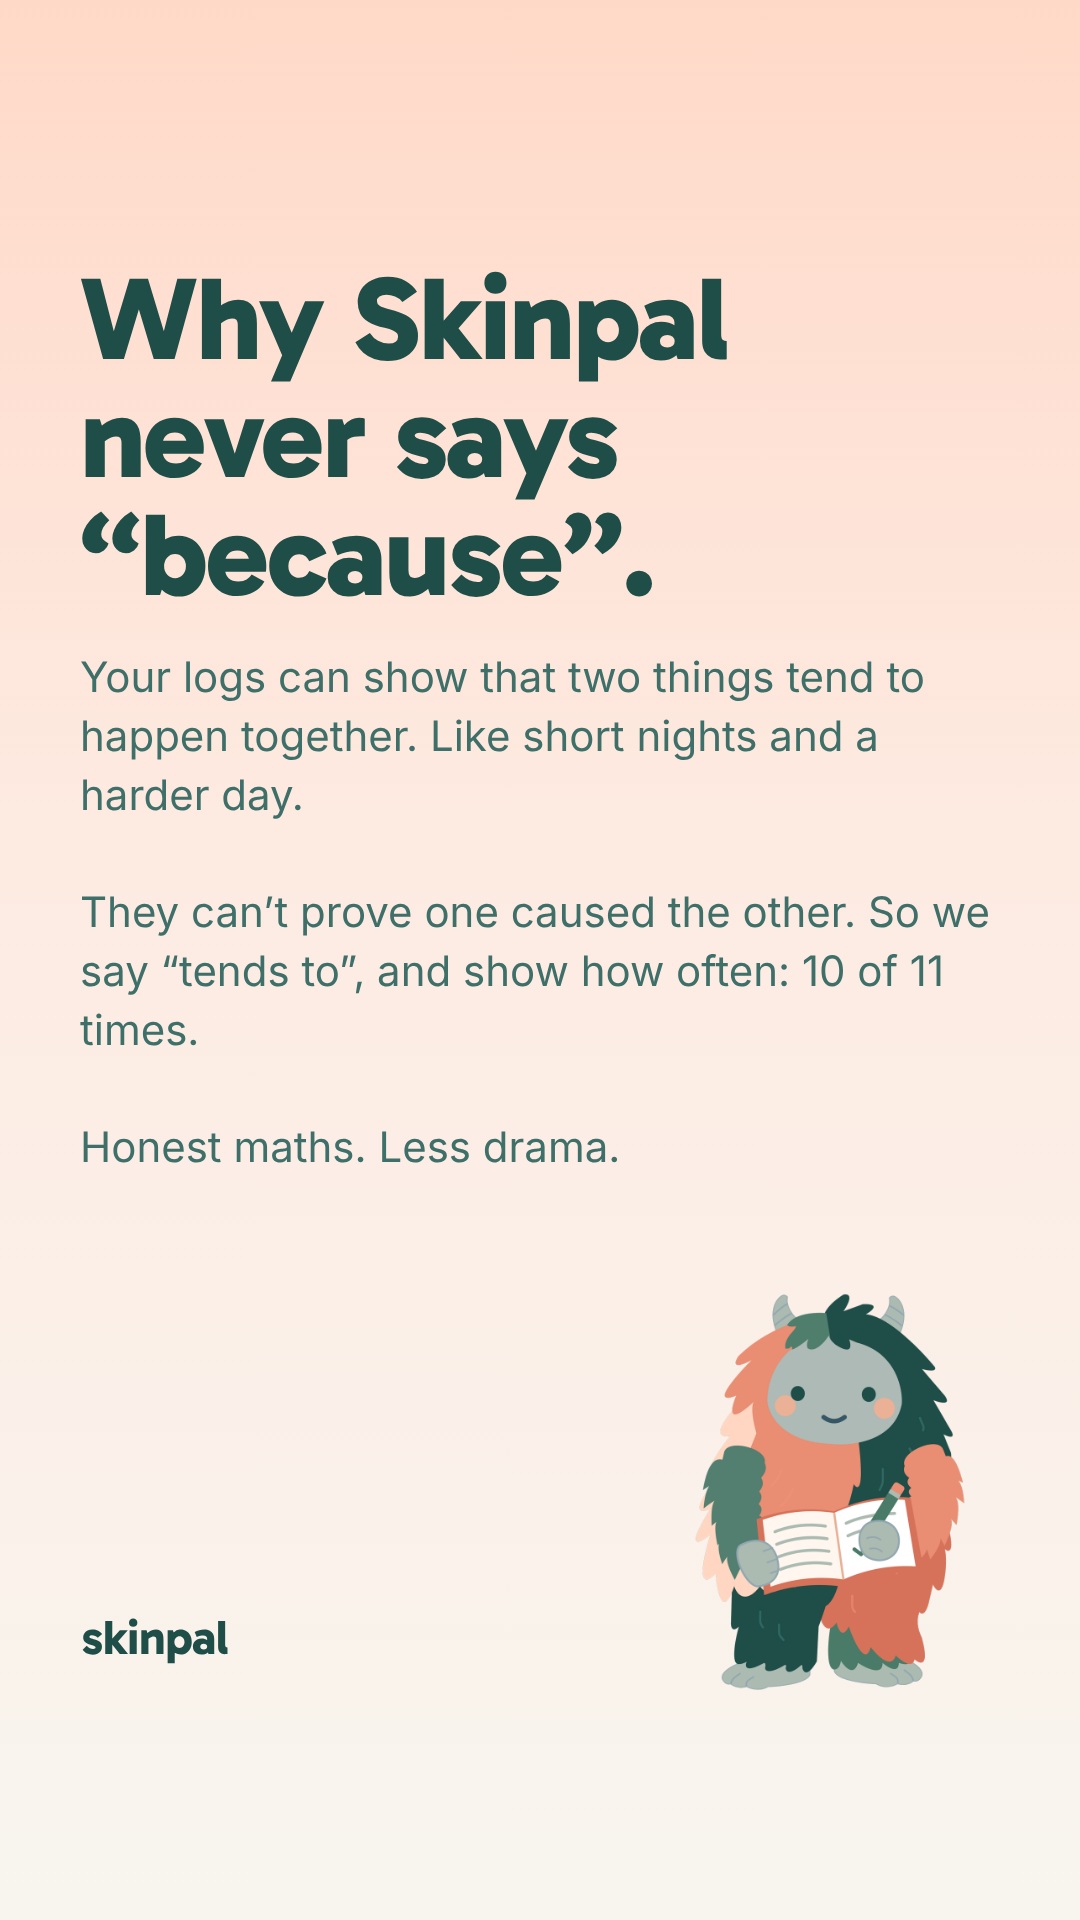 Why Skinpal
never says
“because”.
Your logs can show that two things tend to
happen together. Like short nights and a
harder day.
They can’t prove one caused the other. So we
say “tends to”, and show how often: 10 of 11
times.
Honest maths. Less drama.
skinpal